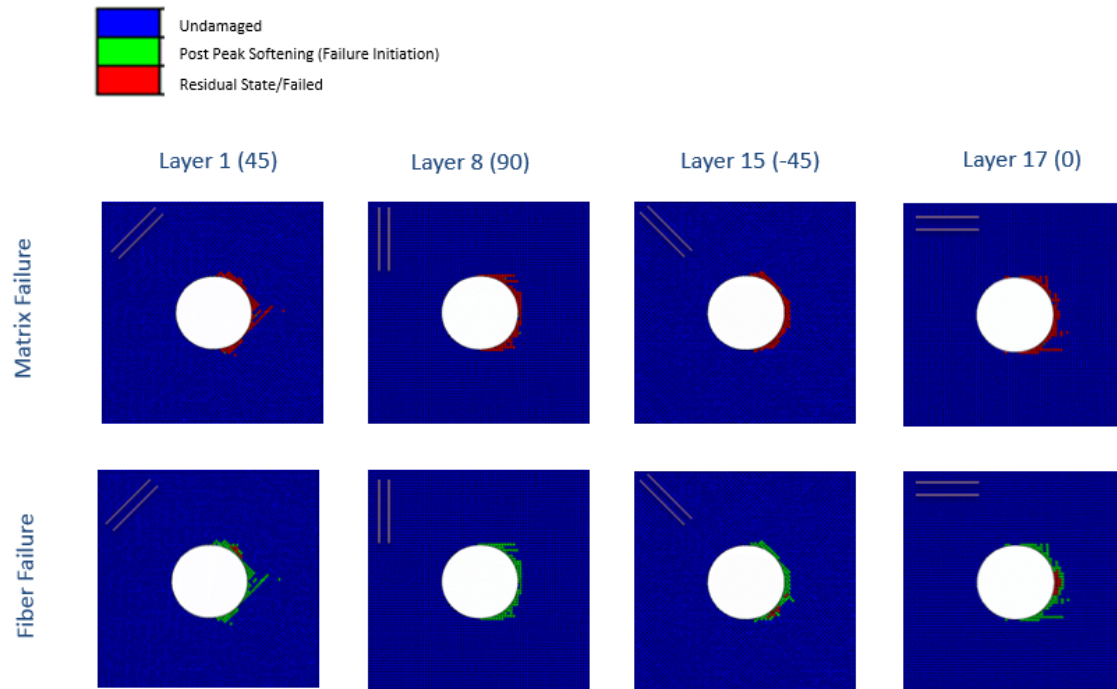 Undamaged
Post Peak Softening (Failure Initiation)
Residual State/Failed
Layer 1 (45)
Layer 8 (90)
Layer 15 (-45)
Layer 17 (0)
Matrix Failure
Fiber Failure